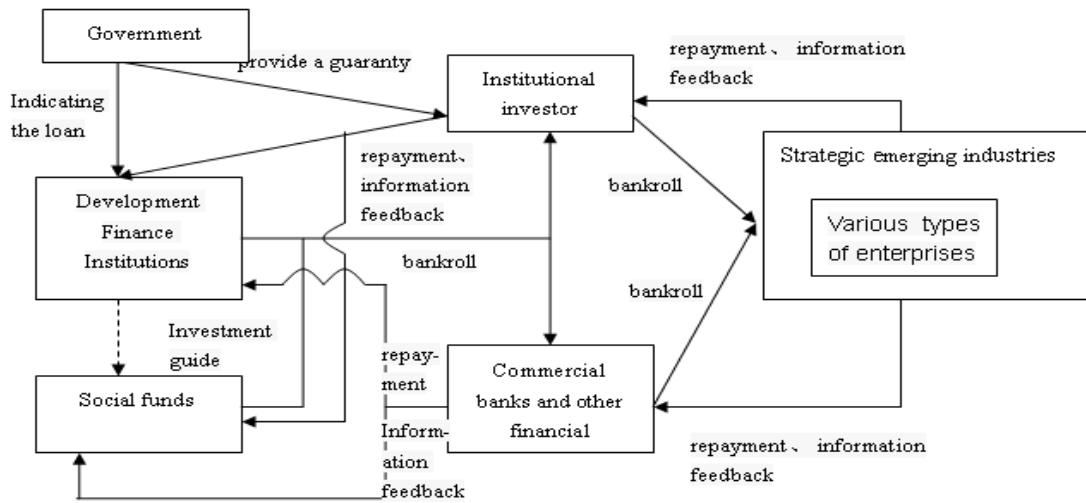 Government
provide a guaranty
Indicating
the loan
Institutional
investor
repayment、 information
feedback
Strategic emerging industries
Various types
of enterprises
repayment、
information
feedback
bankroll
Development
Finance
Institutions
bankroll
bankroll
Investment
guide
Social funds
repay-
ment
Inform-
ation
feedback
Commercial
banks and other
financial
repayment、 information
feedback